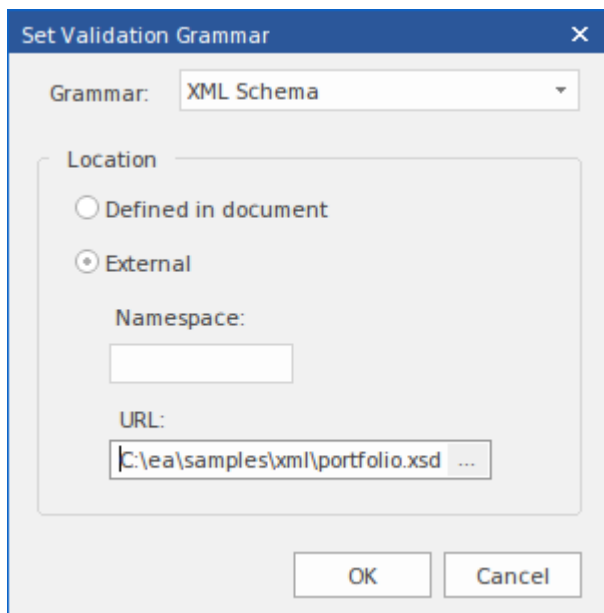 Set Validation Grammar
Grammar: XML Schema
Location
Defined in document
External
Namespace:
URL:
C:\ea\samples\xml\portfolio.xsd ...
OK Cancel